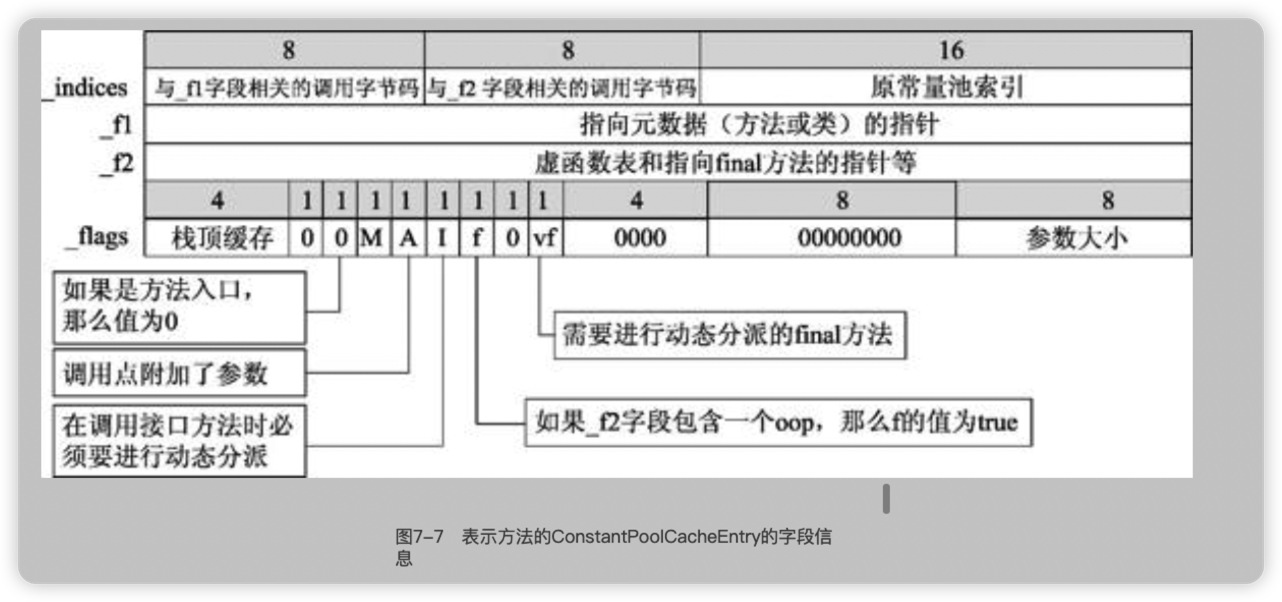 8 8 16
_indices 与_f1字段相关的调用字节码 与_f2 字段相关的调用字节码 原常量池索引
_f1 指向元数据（方法或类）的指针
_f2 虚函数表和指向final方法的指针等
4 1 1 1 1 1 1 1 1 4 8 8
_flags 栈顶缓存 0 0 M A I f 0 vf 0000 00000000 参数大小
如果是方法入口，
那么值为0
需要进行动态分派的final方法
调用点附加了参数
在调用接口方法时必
须要进行动态分派
如果_f2字段包含一个oop，那么f的值为true
图7-7 表示方法的ConstantPoolCacheEntry的字段信
息